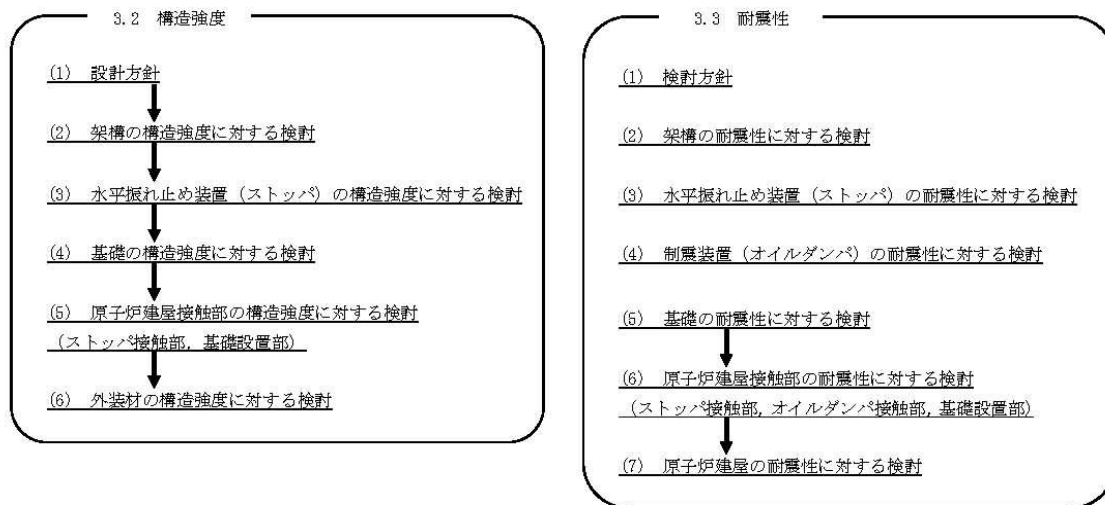 3.2 構造強度
(1) 設計方針
(2) 架構の構造強度に対する検討
(3) 水平振れ止め装置（ストッパ）の構造強度に対する検討
(4) 基礎の構造強度に対する検討
(5) 原子炉建屋接触部の構造強度に対する検討
（ストッパ接触部，基礎設置部）
(6) 外装材の構造強度に対する検討
3.3 耐震性
(1) 検討方針
(2) 架構の耐震性に対する検討
(3) 水平振れ止め装置（ストッパ）の耐震性に対する検討
(4) 制震装置（オイルダンパ）の耐震性に対する検討
(5) 基礎の耐震性に対する検討
(6) 原子炉建屋接触部の耐震性に対する検討
（ストッパ接触部，オイルダンパ接触部，基礎設置部）
(7) 原子炉建屋の耐震性に対する検討